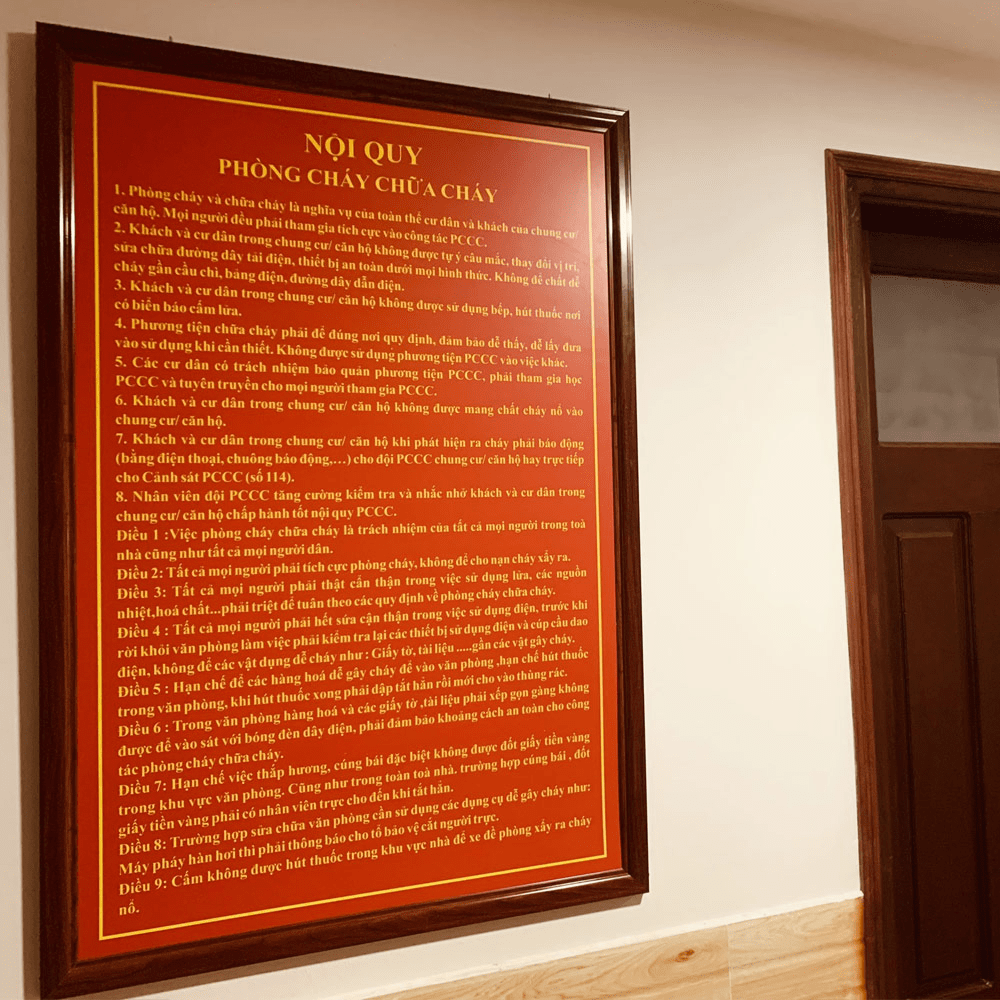 NỘI QUY
PHÒNG CHÁY CHỮA CHÁY
1. Phòng cháy và chữa cháy là nghĩa vụ của toàn thể cư dân và khách của chung cư/
căn hộ. Mọi người đều phải tham gia tích cực vào công tác PCCC.
2. Khách và cư dân trong chung cư/ căn hộ không được tự ý câu mắc, thay đổi vị trí,
sửa chữa đường dây tải điện, thiết bị an toàn dưới mọi hình thức. Không để chất dễ
cháy gần cầu chì, bảng điện, đường dây dẫn điện.
3. Khách và cư dân trong chung cư/ căn hộ không được sử dụng bếp, hút thuốc nơi
có biển báo cấm lửa.
4. Phương tiện chữa cháy phải để đúng nơi quy định, đảm bảo dễ thấy, dễ lấy đưa
vào sử dụng khi cần thiết. Không được sử dụng phương tiện PCCC vào việc khác.
5. Các cư dân có trách nhiệm bảo quản phương tiện PCCC, phải tham gia học
PCCC và tuyên truyền cho mọi người tham gia PCCC.
6. Khách và cư dân trong chung cư/ căn hộ không được mang chất cháy nổ vào
chung cư/ căn hộ.
7. Khách và cư dân trong chung cư/ căn hộ khi phát hiện ra cháy phải báo động
(bằng điện thoại, chuông báo động,...) cho đội PCCC chung cư/ căn hộ hay trực tiếp
cho Cảnh sát PCCC (số 114).
8. Nhân viên đội PCCC tăng cường kiểm tra và nhắc nhở khách và cư dân trong
chung cư/ căn hộ chấp hành tốt nội quy PCCC.
Điều 1 :Việc phòng cháy chữa cháy là trách nhiệm của tất cả mọi người trong toà
nhà cũng như tất cả mọi người dân.
Điều 2: Tất cả mọi người phải tích cực phòng cháy, không để cho nạn cháy xẩy ra.
Điều 3: Tất cả mọi người phải thật cẩn thận trong việc sử dụng lửa, các nguồn
nhiệt,hoá chất...phải triệt để tuân theo các quy định về phòng cháy chữa cháy.
Điều 4 : Tất cả mọi người phải hết sứa cận thận trong việc sử dụng điện, trước khi
rời khỏi văn phòng làm việc phải kiểm tra lại các thiết bị sử dụng điện và cúp cầu dao
điện, không để các vật dụng dễ cháy như : Giấy tờ, tài liệu .....gần các vật gây cháy.
Điều 5 : Hạn chế để các hàng hoá dễ gây cháy để vào văn phòng ,hạn chế hút thuốc
trong văn phòng, khi hút thuốc xong phải dập tắt hẳn rồi mới cho vào thùng rác.
Điều 6 : Trong văn phòng hàng hoá và các giấy tờ ,tài liệu phải xếp gọn gàng không
được để vào sát với bóng đèn dây điện, phải đảm bảo khoảng cách an toàn cho công
tác phòng cháy chữa cháy.
Điều 7: Hạn chế việc thắp hương, cúng bái đặc biệt không được đốt giấy tiền vàng
trong khu vực văn phòng. Cũng như trong toàn toà nhà. trường hợp cúng bái , đốt
giấy tiền vàng phải có nhân viên trực cho đến khi tắt hẳn.
Điều 8: Trường hợp sửa chữa văn phòng cần sử dụng các dụng cụ dễ gây cháy như:
Máy pháy hàn hơi thì phải thông báo cho tổ bảo vệ cắt người trực.
Điều 9: Cấm không được hút thuốc trong khu vực nhà để xe đề phòng xẩy ra cháy
nổ.